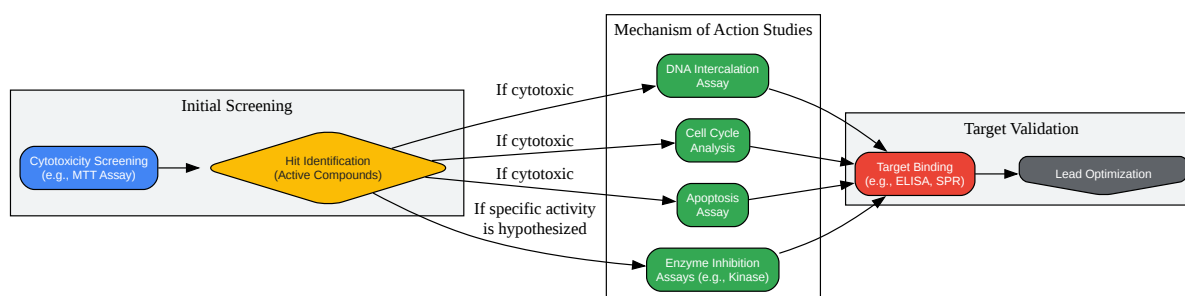 Initial Screening
Cytotoxicity Screening
(e.g., MTT Assay)
Hit Identification
(Active Compounds)
If cytotoxic
If cytotoxic
If cytotoxic
If specific activity
is hypothesized
Mechanism of Action Studies
DNA Intercalation
Assay
Cell Cycle
Analysis
Apoptosis
Assay
Enzyme Inhibition
Assays (e.g., Kinase)
Target Validation
Target Binding
(e.g., ELISA, SPR)
Lead Optimization